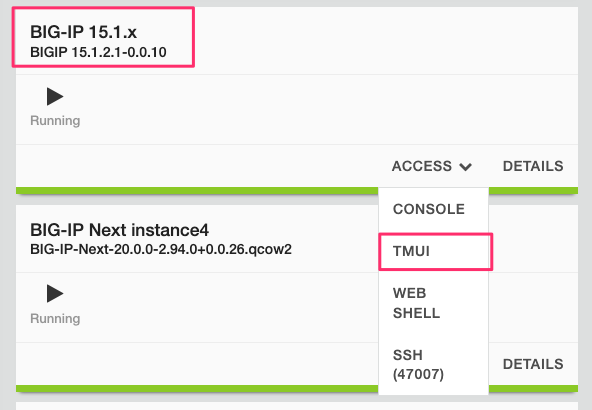 BIG-IP 15.1.x
BIGIP 15.1.2.1-0.0.10
Running
ACCESS
DETAILS
CONSOLE
TMUI
WEB
SHELL
SSH
(47007)
BIG-IP Next instance4
BIG-IP-Next-20.0.0-2.94.0+0.0.26.qcow2
Running
DETAILS